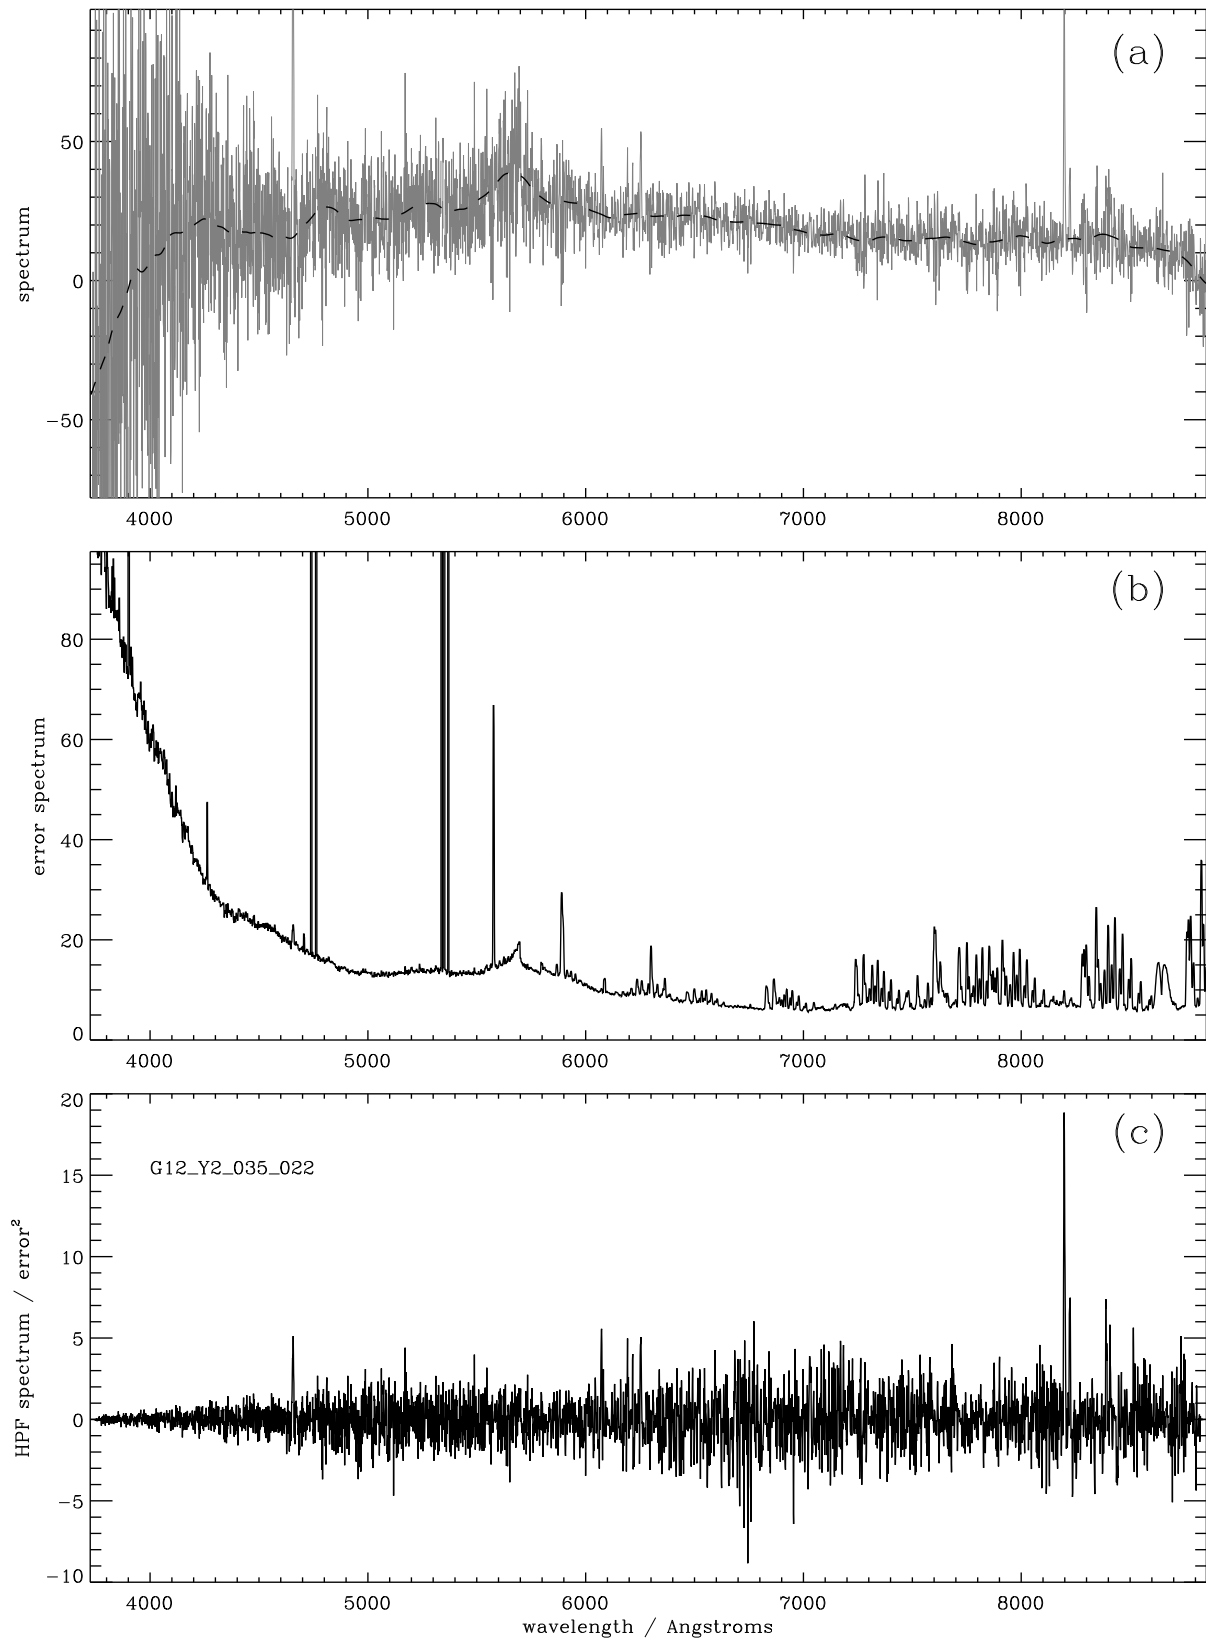 (a)
50
0
−50
spectrum
4000 5000 6000 7000 8000
(b)
80
60
40
20
0
error spectrum
4000 5000 6000 7000 8000
(c)
G12_Y2_035_022
20
15
10
5
0
−5
−10
HPF spectrum / error²
4000 5000 6000 7000 8000
wavelength / Angstroms